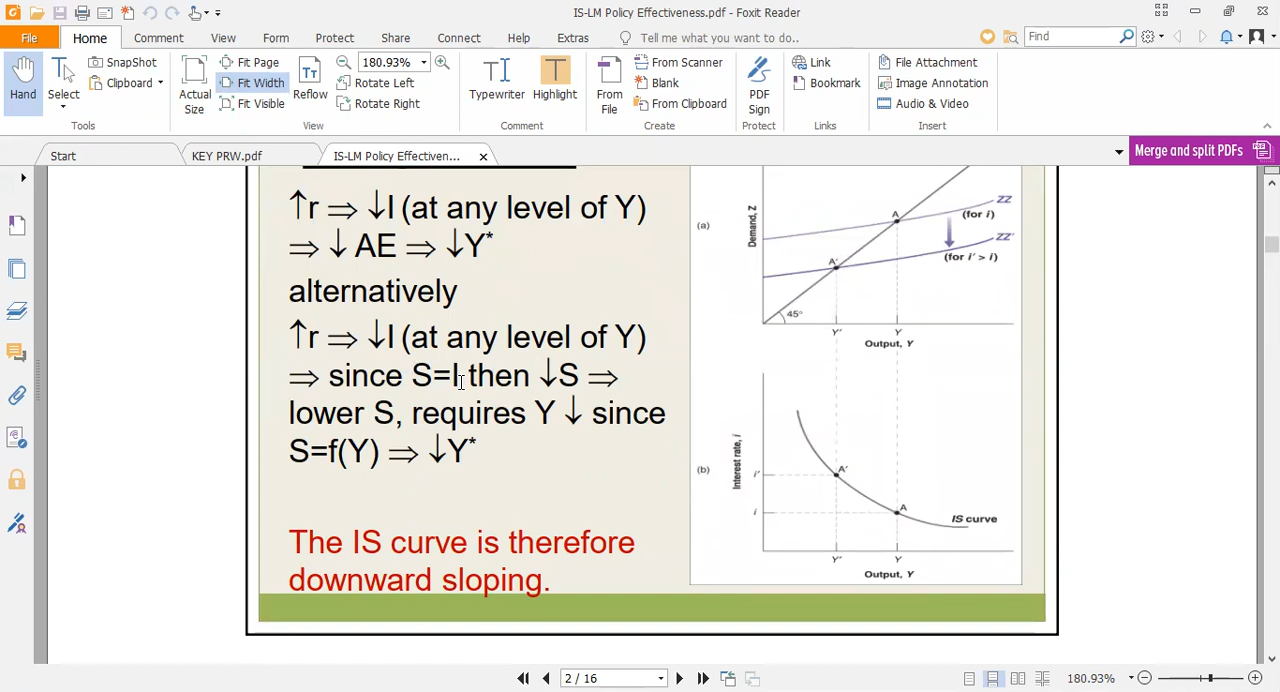 IS-LM Policy Effectiveness.pdf - Foxit Reader
File Home Comment View Form Protect Share Connect Help Extras Tell me what you want to do.. Find
Hand
Select
SnapShot
Clipboard
Tools
Actual
Size
Fit Page
Fit Width
Fit Visible
Reflow
180.93%
Rotate Left
Rotate Right
View
Typewriter
Highlight
Comment
From
File
From Scanner
Blank
From Clipboard
Create
PDF
Sign
Protect
Link
Bookmark
Links
File Attachment
Image Annotation
Audio & Video
Insert
Start KEY PRW.pdf IS-LM Policy Effectiven... Merge and split PDFs
↑r ⇒ ↓I (at any level of Y)
⇒ ↓ AE ⇒ ↓Y*
alternatively
↑r ⇒ ↓I (at any level of Y)
⇒ since S=I then ↓S ⇒
lower S, requires Y ↓ since
S=f(Y) ⇒ ↓Y*
The IS curve is therefore
downward sloping.
(a)
Demand, Z
ZZ
(for i)
A
ZZ'
(for i' > i)
A'
45°
Y' Y
Output, Y
(b)
Interest rate, i
i'
A'
i
A
IS curve
Y' Y
Output, Y
2 / 16
180.93%